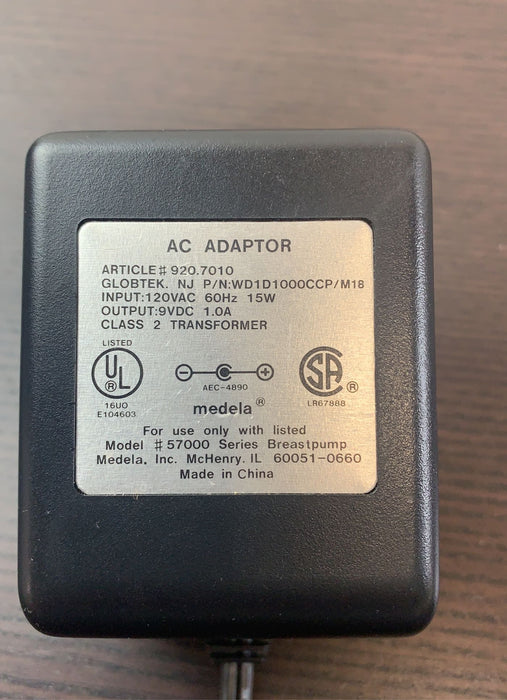 AC ADAPTOR
ARTICLE# 920.7010
GLOBTEK. NJ P/N:WD1D1000CCP/M18
INPUT:120VAC 60Hz 15W
OUTPUT:9VDC 1.0A
CLASS 2 TRANSFORMER
LISTED
UL ®
16UO
E104603
- +
AEC-4890
SA ®
LR67888
medela®
For use only with listed
Model #57000 Series Breastpump
Medela, Inc. McHenry. IL 60051-0660
Made in China